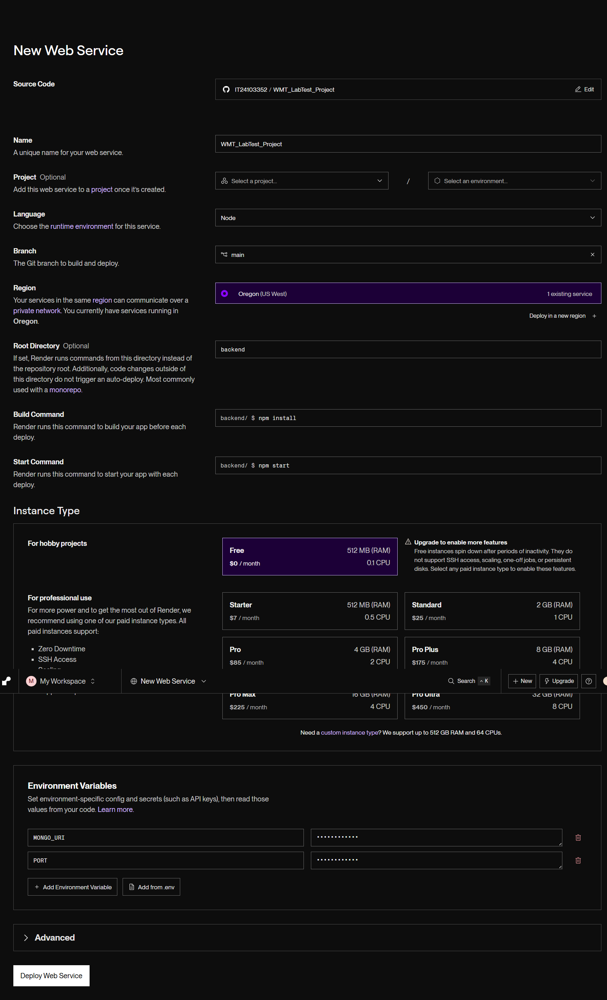 New Web Service
Source Code
IT24103352 / WMT_LabTest_Project
Edit
Name
A unique name for your web service.
WMT_LabTest_Project
Project Optional
Add this web service to a project once it's created.
Select a project...
/
Select an environment...
Language
Choose the runtime environment for this service.
Node
Branch
The Git branch to build and deploy.
main
Region
Your services in the same region can communicate over a
private network. You currently have services running in
Oregon.
Oregon (US West)
1 existing service
Deploy in a new region +
Root Directory Optional
If set, Render runs commands from this directory instead of
the repository root. Additionally, code changes outside of
this directory do not trigger an auto-deploy. Most commonly
used with a monorepo.
backend
Build Command
Render runs this command to build your app before each
deploy.
backend/ $ npm install
Start Command
Render runs this command to start your app with each
deploy.
backend/ $ npm start
Instance Type
For hobby projects
Free 512 MB (RAM)
$0 / month 0.1 CPU
Upgrade to enable more features
Free instances spin down after periods of inactivity. They do
not support SSH access, scaling, one-off jobs, or persistent
disks. Select any paid instance type to enable these features.
For professional use
For more power and to get the most out of Render, we
recommend using one of our paid instance types. All
paid instances support:
Zero Downtime
SSH Access
Starter 512 MB (RAM)
$7 / month 0.5 CPU
Standard 2 GB (RAM)
$25 / month 1 CPU
Pro 4 GB (RAM)
$85 / month 2 CPU
Pro Plus 8 GB (RAM)
$175 / month 4 CPU
M My Workspace
New Web Service
Search ^ K
+ New
Upgrade
Pro Max 16 GB (RAM)
$225 / month 4 CPU
Pro Ultra 32 GB (RAM)
$450 / month 8 CPU
Need a custom instance type? We support up to 512 GB RAM and 64 CPUs.
Environment Variables
Set environment-specific config and secrets (such as API keys), then read those
values from your code. Learn more.
MONGO_URI ············
PORT ············
+ Add Environment Variable
Add from .env
Advanced
Deploy Web Service